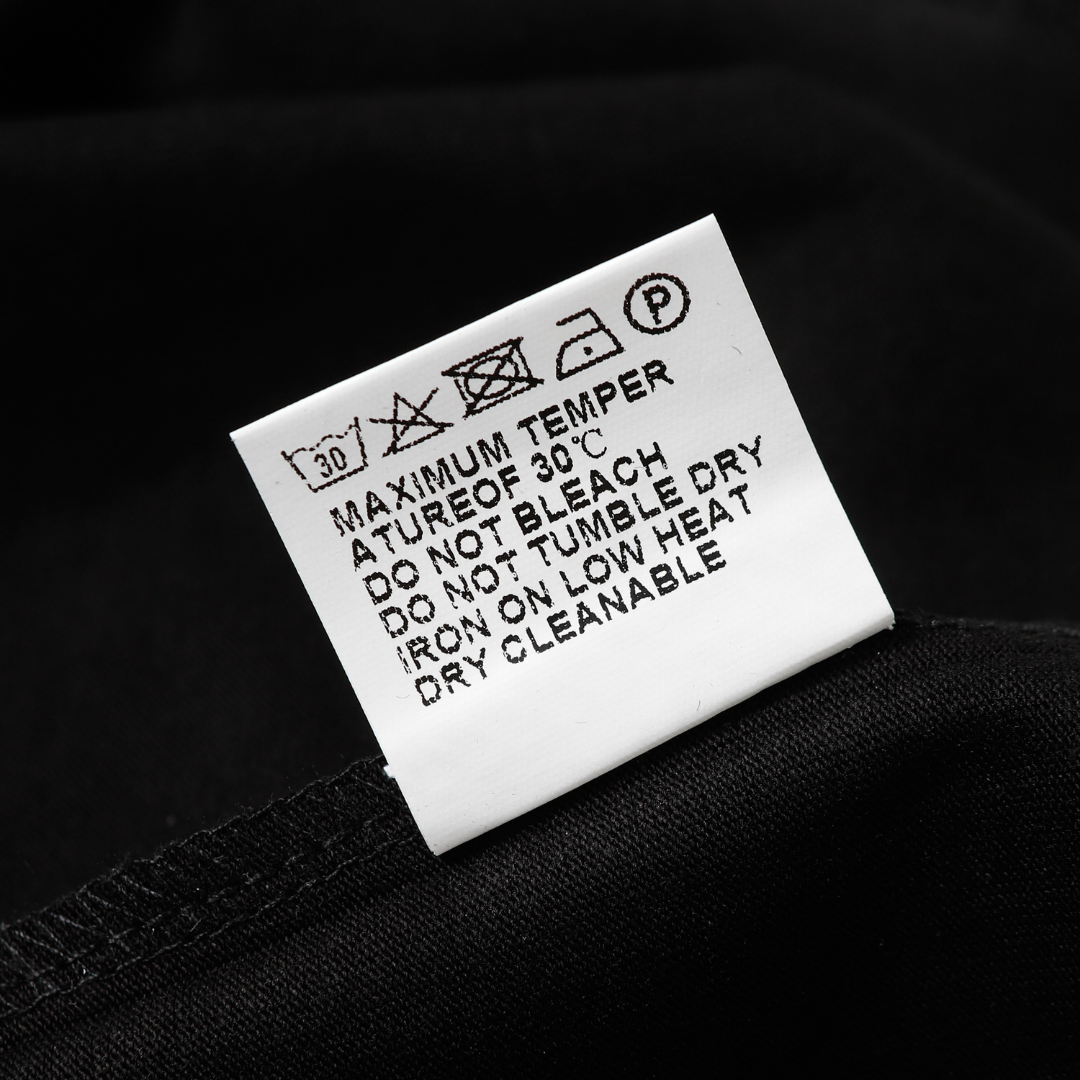 30 P
MAXIMUM TEMPER
ATUREOF 30℃
DO NOT BLEACH
DO NOT TUMBLE DRY
IRON ON LOW HEAT
DRY CLEANABLE